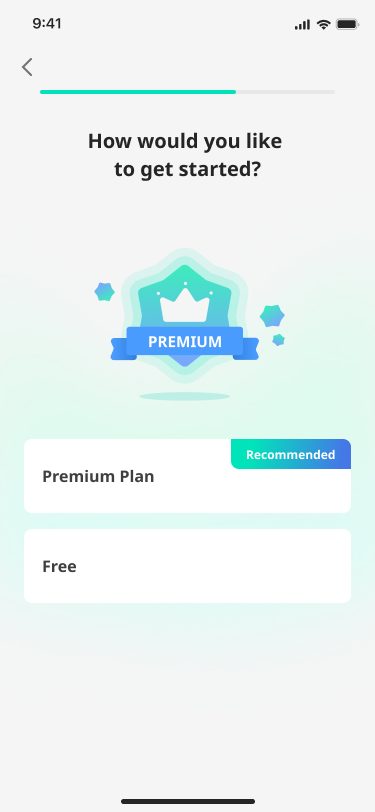 9:41
How would you like
to get started?
PREMIUM
Recommended
Premium Plan
Free